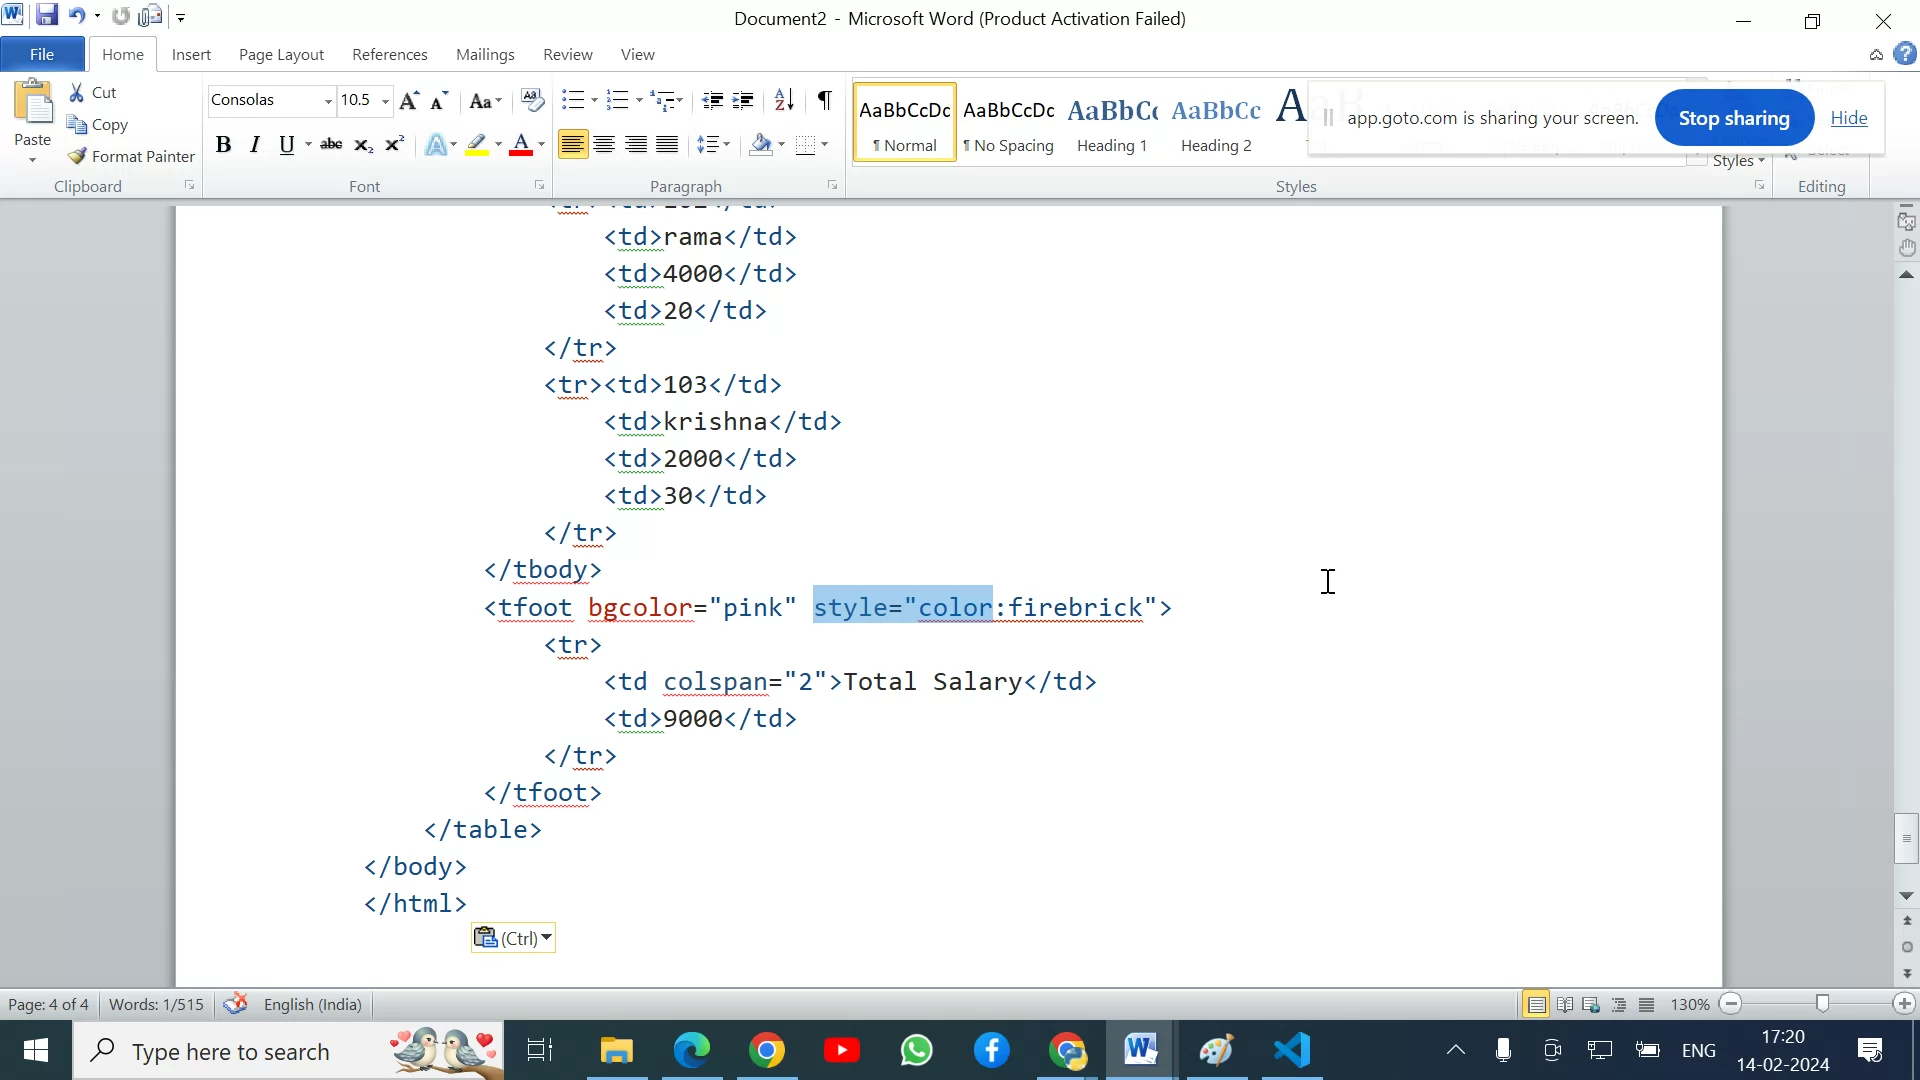 Document2 - Microsoft Word (Product Activation Failed)
File Home Insert Page Layout References Mailings Review View
Cut
Copy
Format Painter
Paste
Clipboard
Consolas 10.5
Font
Paragraph
AaBbCcDc AaBbCcDc AaBbCc AaBbCc
¶ Normal ¶ No Spacing Heading 1 Heading 2
Styles
Styles
Editing
app.goto.com is sharing your screen. Stop sharing Hide
<td>rama</td>
<td>4000</td>
<td>20</td>
</tr>
<tr><td>103</td>
<td>krishna</td>
<td>2000</td>
<td>30</td>
</tr>
</tbody>
<tfoot bgcolor="pink" style="color:firebrick">
<tr>
<td colspan="2">Total Salary</td>
<td>9000</td>
</tr>
</tfoot>
</table>
</body>
</html>
(Ctrl)
Page: 4 of 4 Words: 1/515 English (India) 130%
Type here to search
ENG
17:20
14-02-2024